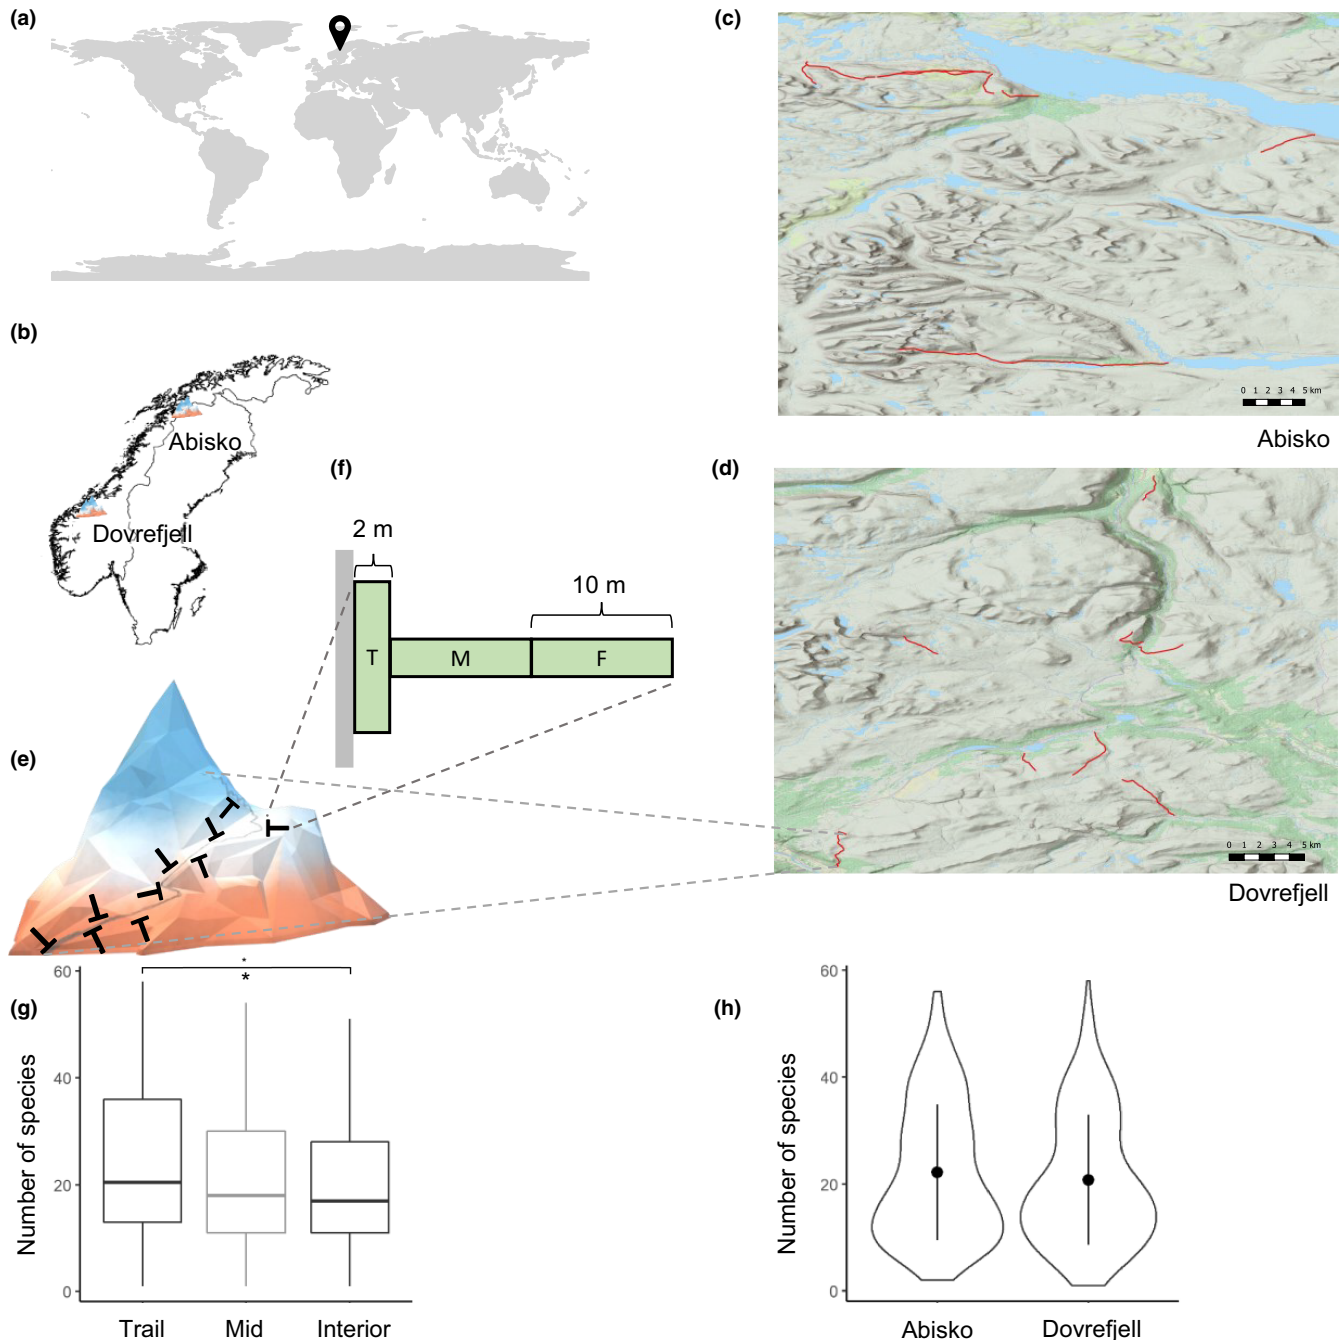 (a)
(c)
0 1 2 3 4 5 km
Abisko
(b)
Abisko
Dovrefjell
(f)
2 m
10 m
T
M
F
(d)
0 1 2 3 4 5 km
Dovrefjell
(e)
(g)
Number of species
60
40
20
0
*
*
Trail
Mid
Interior
(h)
Number of species
60
40
20
0
Abisko
Dovrefjell